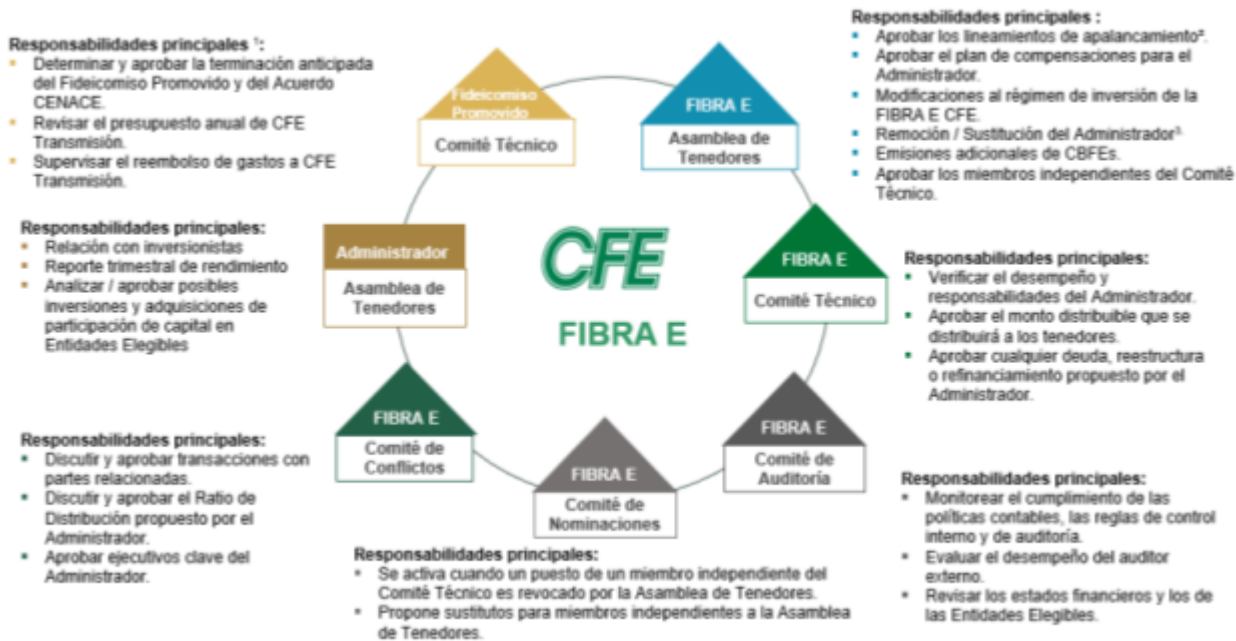 Responsabilidades principales ¹:
▪ Determinar y aprobar la terminación anticipada
del Fideicomiso Promovido y del Acuerdo
CENACE.
▪ Revisar el presupuesto anual de CFE
Transmisión.
▪ Supervisar el reembolso de gastos a CFE
Transmisión.
Fideicomiso
Promovido
Comité Técnico
FIBRA E
Asamblea de
Tenedores
Responsabilidades principales :
▪ Aprobar los lineamientos de apalancamiento².
▪ Aprobar el plan de compensaciones para el
Administrador.
▪ Modificaciones al régimen de inversión de la
FIBRA E CFE.
▪ Remoción / Sustitución del Administrador³.
▪ Emisiones adicionales de CBFEs.
▪ Aprobar los miembros independientes del Comité
Técnico.
Responsabilidades principales:
▪ Relación con inversionistas
▪ Reporte trimestral de rendimiento
▪ Analizar / aprobar posibles
inversiones y adquisiciones de
participación de capital en
Entidades Elegibles
Administrador
Asamblea de
Tenedores
CFE
FIBRA E
FIBRA E
Comité Técnico
Responsabilidades principales:
▪ Verificar el desempeño y
responsabilidades del Administrador.
▪ Aprobar el monto distribuible que se
distribuirá a los tenedores.
▪ Aprobar cualquier deuda, reestructura
o refinanciamiento propuesto por el
Administrador.
Responsabilidades principales:
▪ Discutir y aprobar transacciones con
partes relacionadas.
▪ Discutir y aprobar el Ratio de
Distribución propuesto por el
Administrador.
▪ Aprobar ejecutivos clave del
Administrador.
FIBRA E
Comité de
Conflictos
FIBRA E
Comité de
Nominaciones
FIBRA E
Comité de
Auditoría
Responsabilidades principales:
▪ Se activa cuando un puesto de un miembro independiente del
Comité Técnico es revocado por la Asamblea de Tenedores.
▪ Propone sustitutos para miembros independientes a la Asamblea
de Tenedores.
Responsabilidades principales:
▪ Monitorear el cumplimiento de las
políticas contables, las reglas de control
interno y de auditoría.
▪ Evaluar el desempeño del auditor
externo.
▪ Revisar los estados financieros y los de
las Entidades Elegibles.